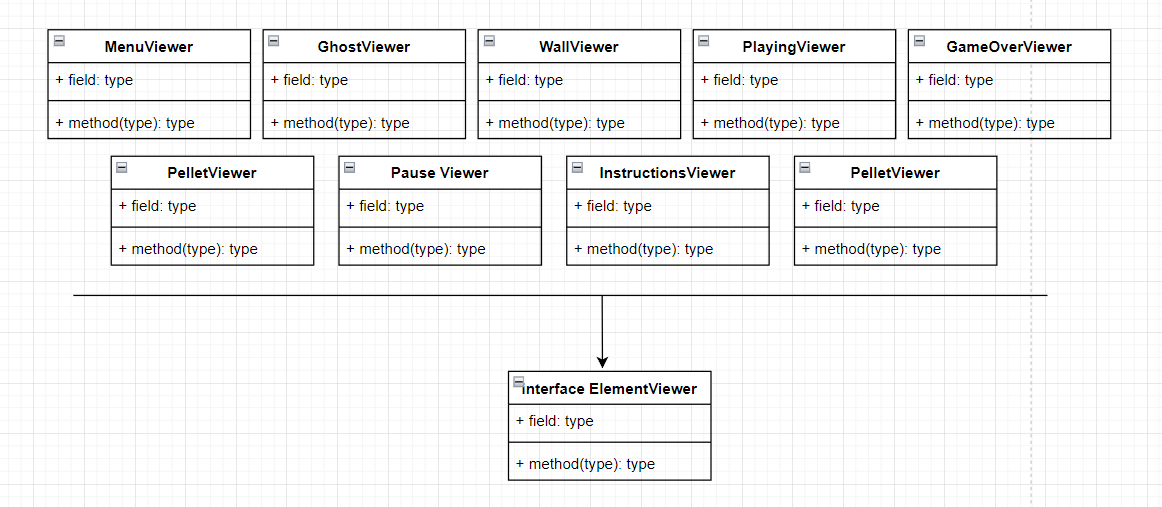 MenuViewer
+ field: type
+ method(type): type
GhostViewer
+ field: type
+ method(type): type
WallViewer
+ field: type
+ method(type): type
PlayingViewer
+ field: type
+ method(type): type
GameOverViewer
+ field: type
+ method(type): type
PelletViewer
+ field: type
+ method(type): type
Pause Viewer
+ field: type
+ method(type): type
InstructionsViewer
+ field: type
+ method(type): type
PelletViewer
+ field: type
+ method(type): type
Interface ElementViewer
+ field: type
+ method(type): type